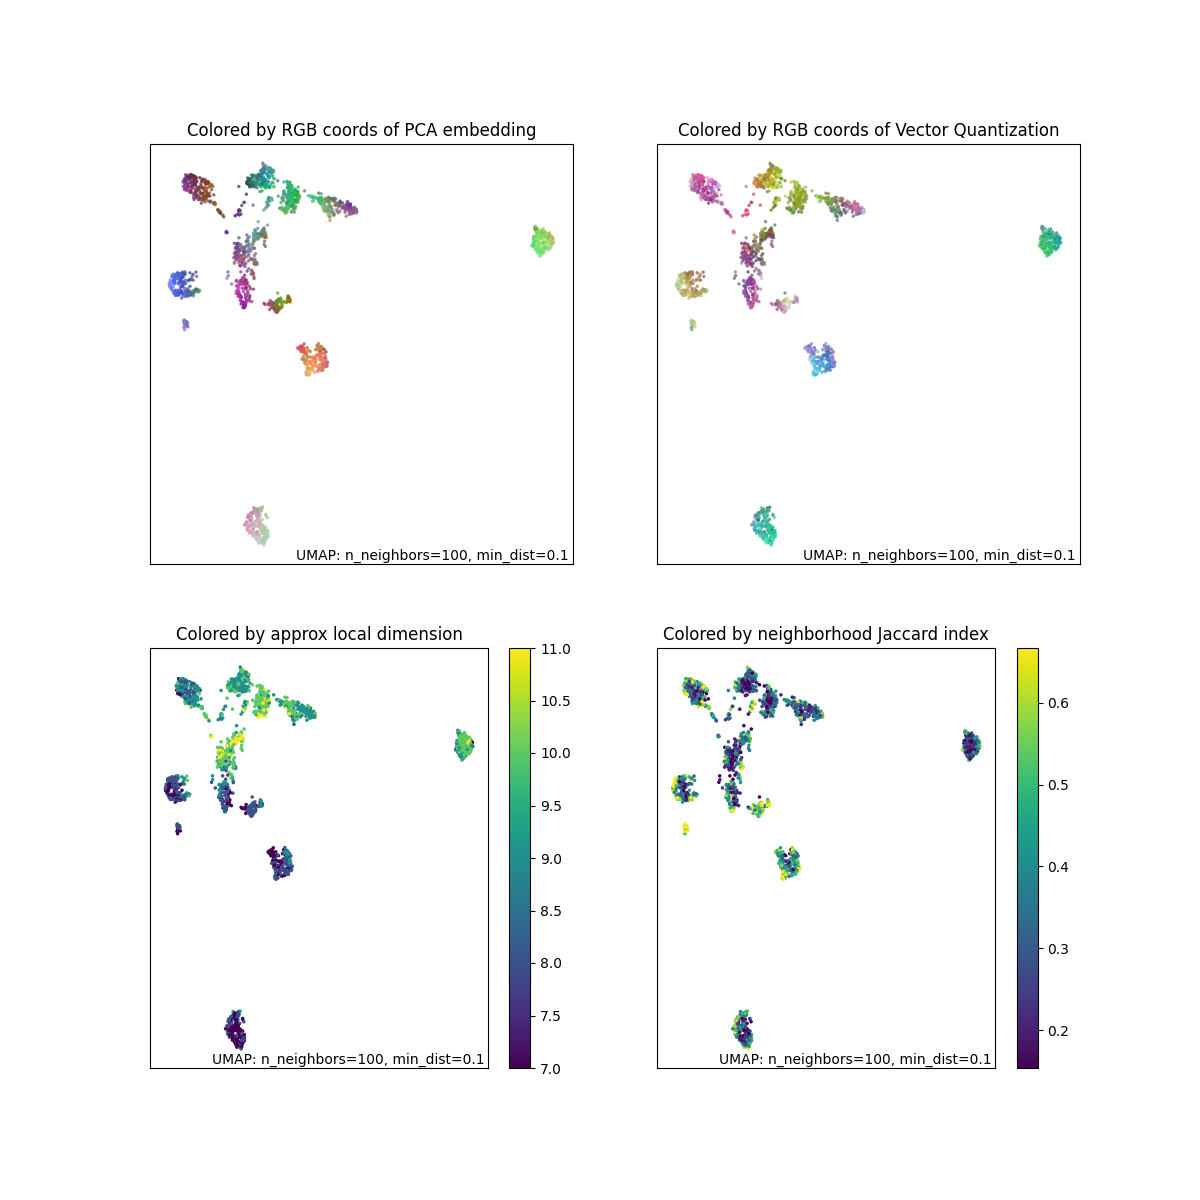 Colored by RGB coords of PCA embedding
UMAP: n_neighbors=100, min_dist=0.1
Colored by RGB coords of Vector Quantization
UMAP: n_neighbors=100, min_dist=0.1
Colored by approx local dimension
UMAP: n_neighbors=100, min_dist=0.1
11.0
10.5
10.0
9.5
9.0
8.5
8.0
7.5
7.0
Colored by neighborhood Jaccard index
UMAP: n_neighbors=100, min_dist=0.1
0.6
0.5
0.4
0.3
0.2